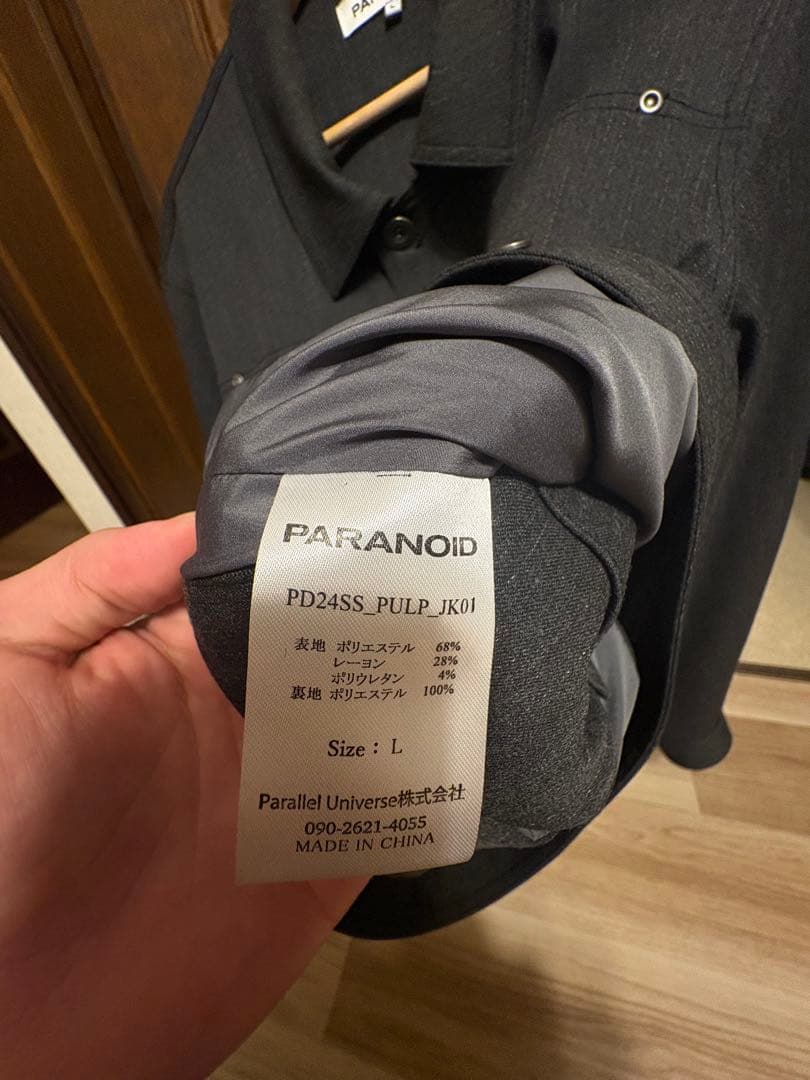 PA
L
PARANOID
PD24SS_PULP_JK01
表地 ポリエステル 68%
レーヨン 28%
ポリウレタン 4%
裏地 ポリエステル 100%
Size : L
Parallel Universe株式会社
090-2621-4055
MADE IN CHINA